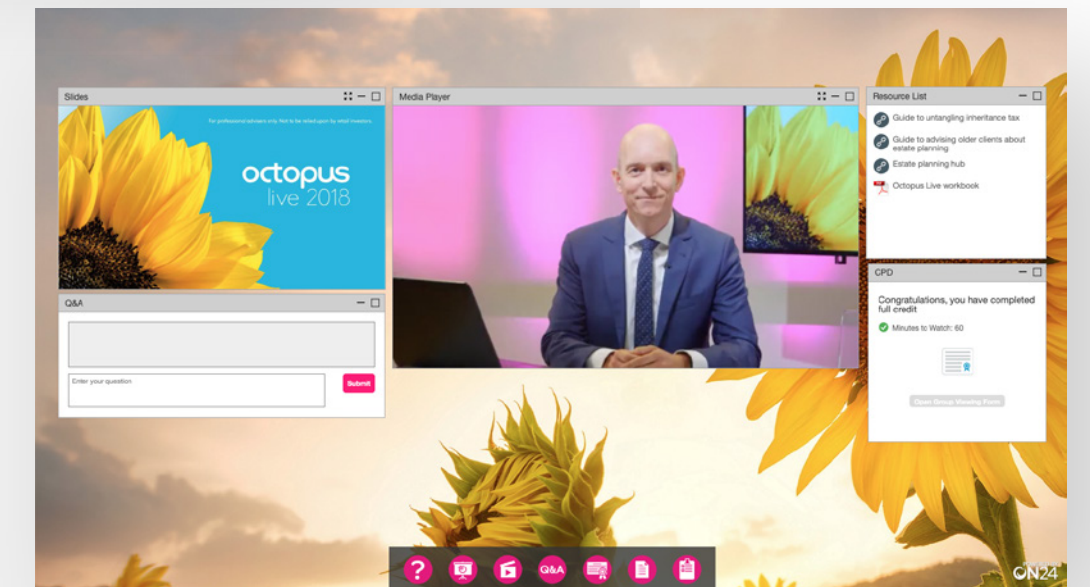 Slides
For professional advisers only. Not to be relied upon by retail investors.
octopus
live 2018
Q&A
Enter your question
Submit
Media Player
Resource List
Guide to untangling inheritance tax
Guide to advising older clients about
estate planning
Estate planning hub
Octopus Live workbook
CPD
Congratulations, you have completed
full credit
Minutes to Watch: 60
Open Group Viewing Form
?
Q&A
ON24